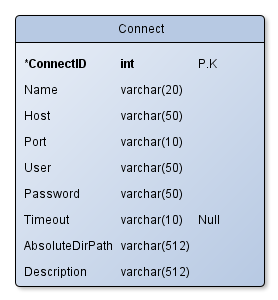 Connect
*ConnectID int P.K
Name varchar(20)
Host varchar(50)
Port varchar(10)
User varchar(50)
Password varchar(50)
Timeout varchar(10) Null
AbsoluteDirPath varchar(512)
Description varchar(512)